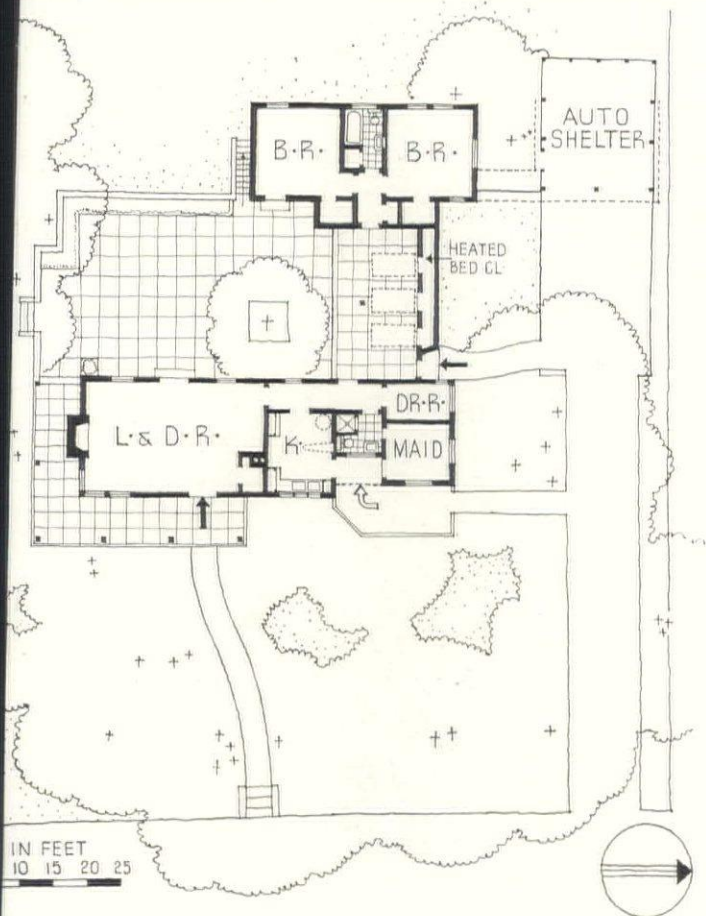 AUTO
SHELTER
B·R·
B·R·
HEATED
BED CL
L·&D·R·
K·
DR·R·
MAID
IN FEET
10 15 20 25